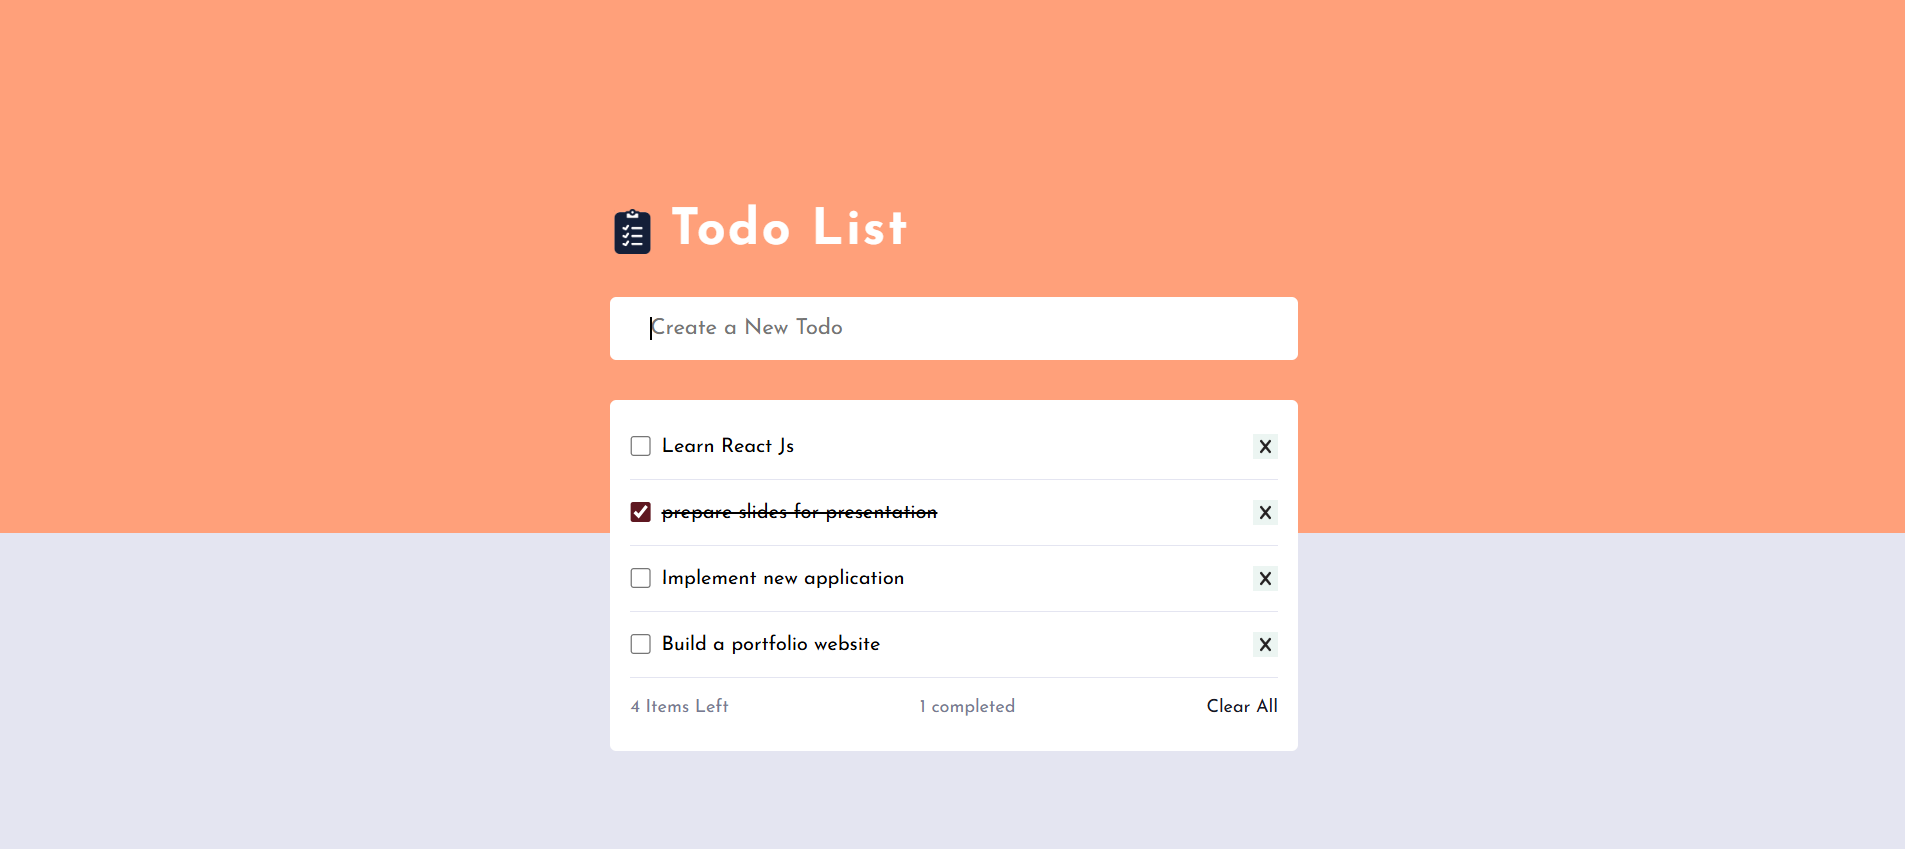 Todo List
Create a New Todo
Learn React Js X
prepare slides for presentation X
Implement new application X
Build a portfolio website X
4 Items Left 1 completed Clear All